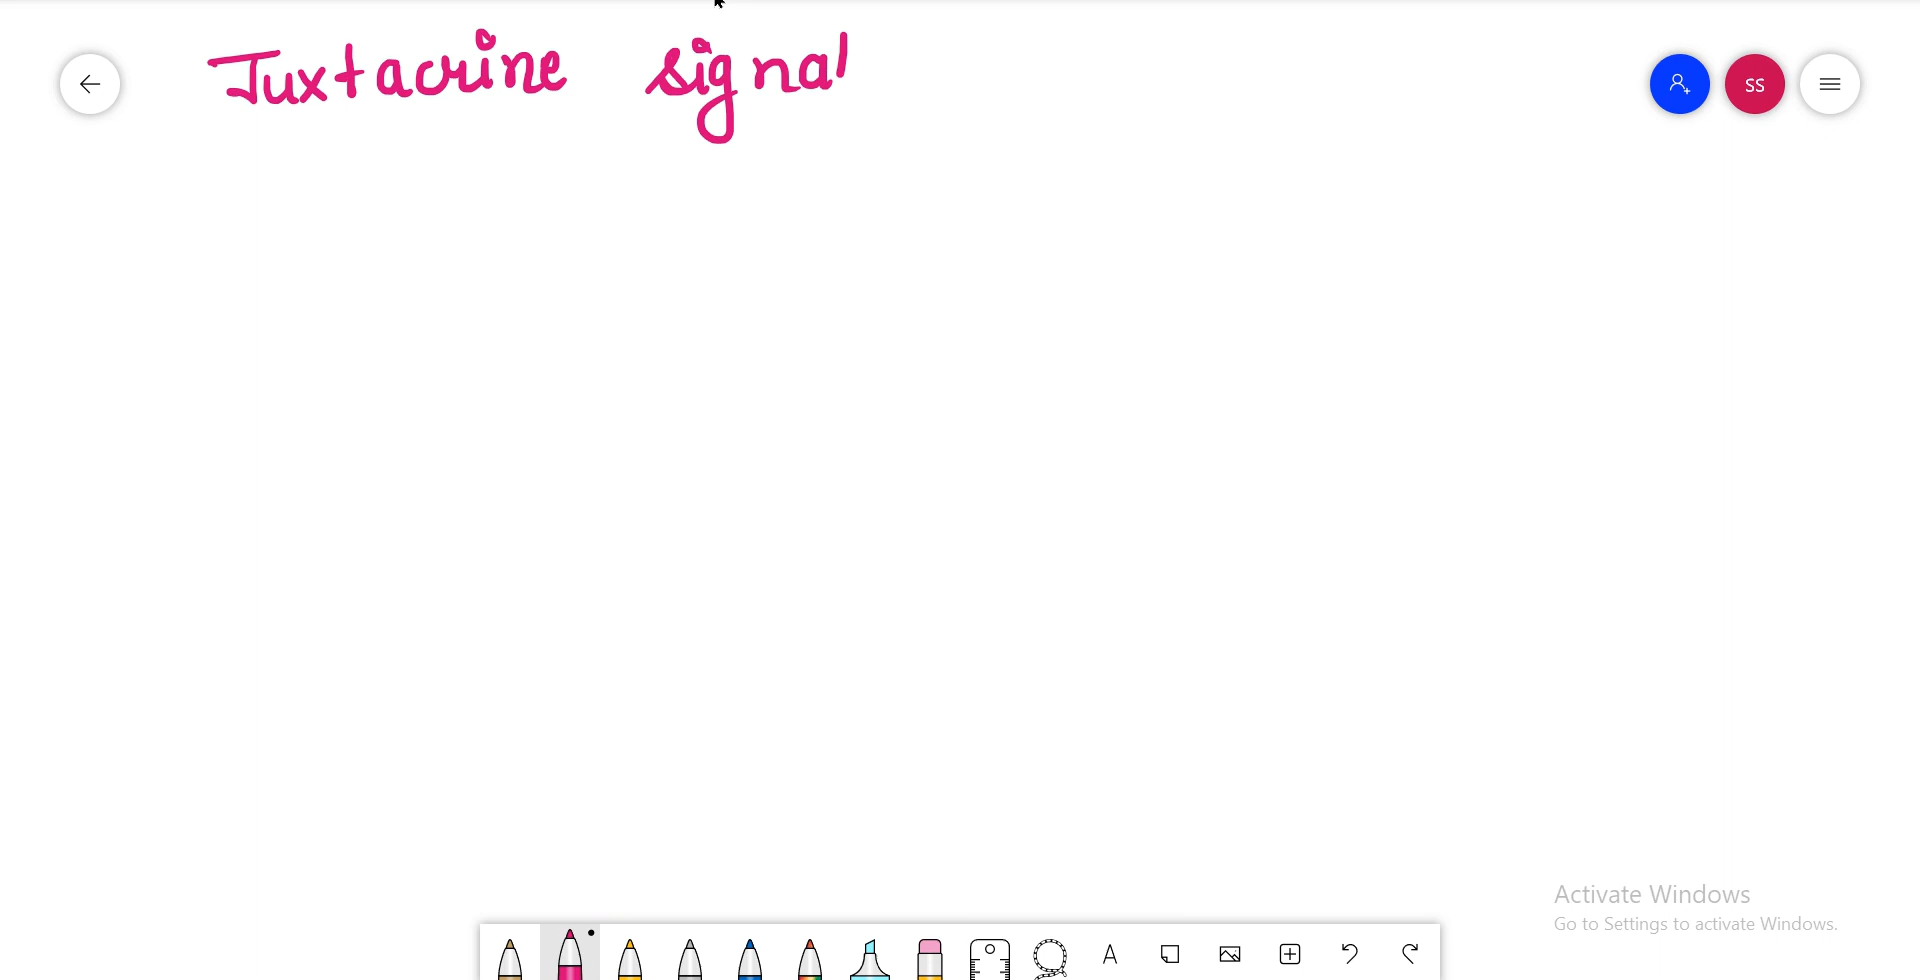 Juxtacrine signal
SS
A
Activate Windows
Go to Settings to activate Windows.